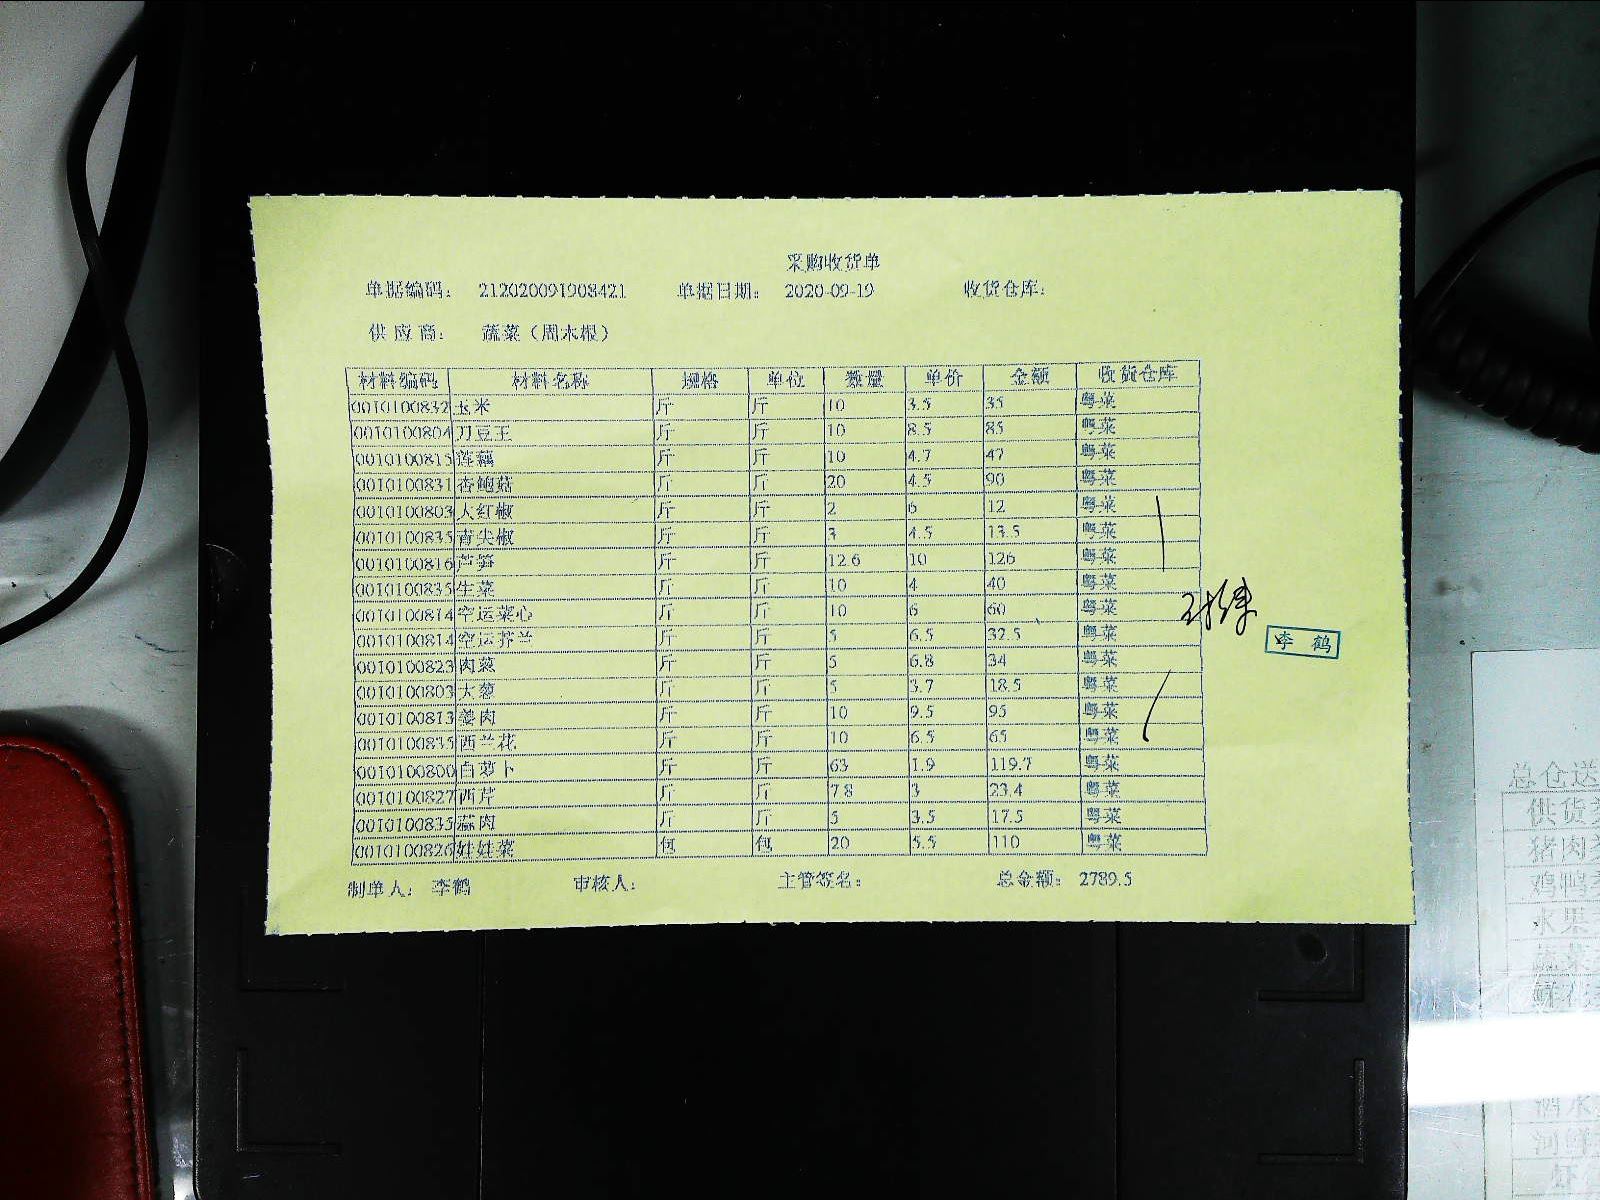 采购收货单
单据编码: 212020091908421 单据日期: 2020-09-19 收货仓库:
供应商: 蔬菜(周木根)
材料编码 材料名称 规格 单位 数量 单价 金额 收货仓库
0010100832 玉米 斤 斤 10 3.5 35 粤菜
0010100804 刀豆王 斤 斤 10 8.5 85 粤菜
0010100815 莲藕 斤 斤 10 4.7 47 粤菜
0010100831 杏鲍菇 斤 斤 20 4.5 90 粤菜
0010100803 大红椒 斤 斤 2 6 12 粤菜
0010100835 青尖椒 斤 斤 3 4.5 13.5 粤菜
0010100816 芦笋 斤 斤 12.6 10 126 粤菜
0010100835 生菜 斤 斤 10 4 40 粤菜
0010100814 空运菜心 斤 斤 10 6 60 粤菜
0010100814 空运芥兰 斤 斤 5 6.5 32.5 粤菜
0010100823 肉葱 斤 斤 5 6.8 34 粤菜
0010100803 大葱 斤 斤 5 3.7 18.5 粤菜
0010100813 姜肉 斤 斤 10 9.5 95 粤菜
0010100835 西兰花 斤 斤 10 6.5 65 粤菜
0010100800 白萝卜 斤 斤 63 1.9 119.7 粤菜
0010100827 西芹 斤 斤 7.8 3 23.4 粤菜
0010100835 蒜肉 斤 斤 5 3.5 17.5 粤菜
0010100826 娃娃菜 包 包 20 5.5 110 粤菜
制单人: 李鹤 审核人: 主管签名: 总金额: 2789.5
李鹤
总仓送
供货
猪肉
鸡鸭
水果
蔬菜
鲜花
酒水
河鲜
虾